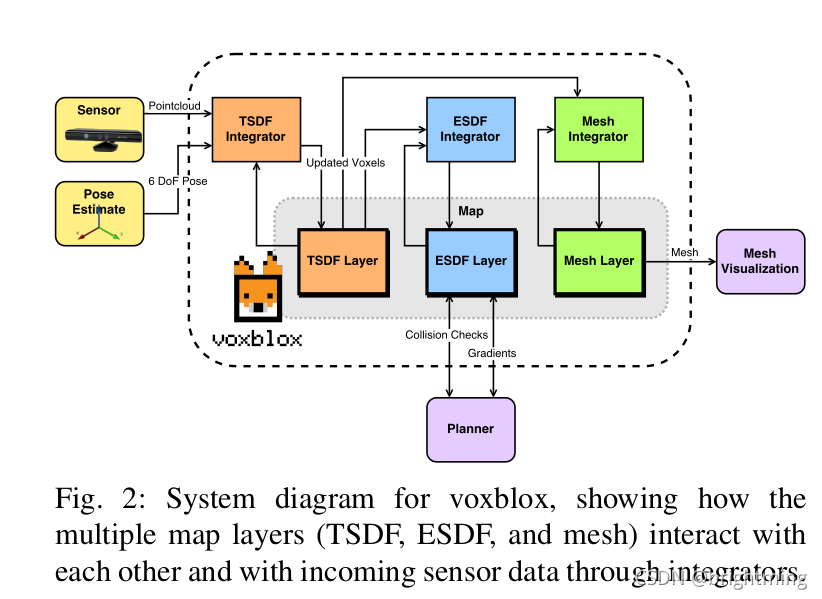 Sensor
Pointcloud
TSDF
Integrator
ESDF
Integrator
Mesh
Integrator
Updated Voxels
6 DoF Pose
Pose
Estimate
x
y
Map
TSDF Layer
ESDF Layer
Mesh Layer
Mesh
Mesh
Visualization
voxblox
Collision Checks
Gradients
Planner
Fig. 2: System diagram for voxblox, showing how the
multiple map layers (TSDF, ESDF, and mesh) interact with
each other and with incoming sensor data through integrators.
CSDN @brightming